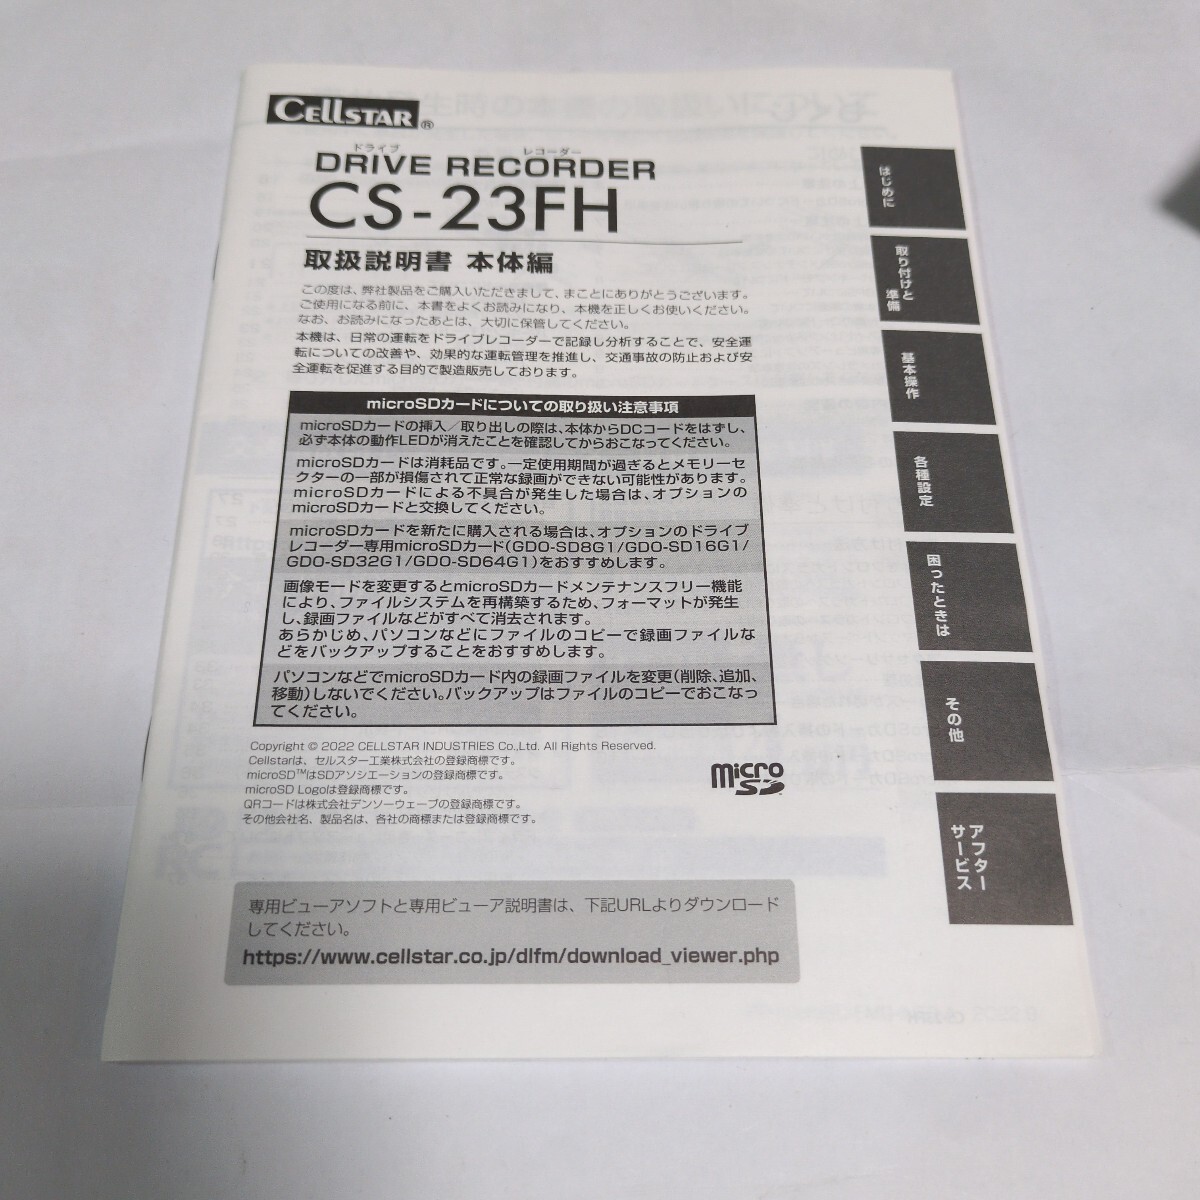 CELLSTAR®
ドライブ レコーダー
DRIVE RECORDER
CS-23FH
取扱説明書 本体編
この度は、弊社製品をご購入いただきまして、まことにありがとうございます。
ご使用になる前に、本書をよくお読みになり、本機を正しくお使いください。
なお、お読みになったあとは、大切に保管してください。
本機は、日常の運転をドライブレコーダーで記録し分析することで、安全運
転についての改善や、効果的な運転管理を推進し、交通事故の防止および安
全運転を促進する目的で製造販売しております。
microSDカードについての取り扱い注意事項
microSDカードの挿入／取り出しの際は、本体からDCコードをはずし、
必ず本体の動作LEDが消えたことを確認してからおこなってください。
microSDカードは消耗品です。一定使用期間が過ぎるとメモリーセ
クターの一部が損傷されて正常な録画ができない可能性があります。
microSDカードによる不具合が発生した場合は、オプションの
microSDカードと交換してください。
microSDカードを新たに購入される場合は、オプションのドライブ
レコーダー専用microSDカード(GDO-SD8G1/GDO-SD16G1/
GDO-SD32G1/GDO-SD64G1)をおすすめします。
画像モードを変更するとmicroSDカードメンテナンスフリー機能
により、ファイルシステムを再構築するため、フォーマットが発生
し、録画ファイルなどがすべて消去されます。
あらかじめ、パソコンなどにファイルのコピーで録画ファイルな
どをバックアップすることをおすすめします。
パソコンなどでmicroSDカード内の録画ファイルを変更(削除、追加、
移動)しないでください。バックアップはファイルのコピーでおこなっ
てください。
Copyright © 2022 CELLSTAR INDUSTRIES Co.,Ltd. All Rights Reserved.
Cellstarは、セルスター工業株式会社の登録商標です。
microSD™はSDアソシエーションの登録商標です。
microSD Logoは登録商標です。
QRコードは株式会社デンソーウェーブの登録商標です。
その他会社名、製品名は、各社の商標または登録商標です。
micro
SD
専用ビューアソフトと専用ビューア説明書は、下記URLよりダウンロード
してください。
https://www.cellstar.co.jp/dlfm/download_viewer.php
はじめに
取り付けと
準備
基本操作
各種設定
困ったときは
その他
アフター
サービス